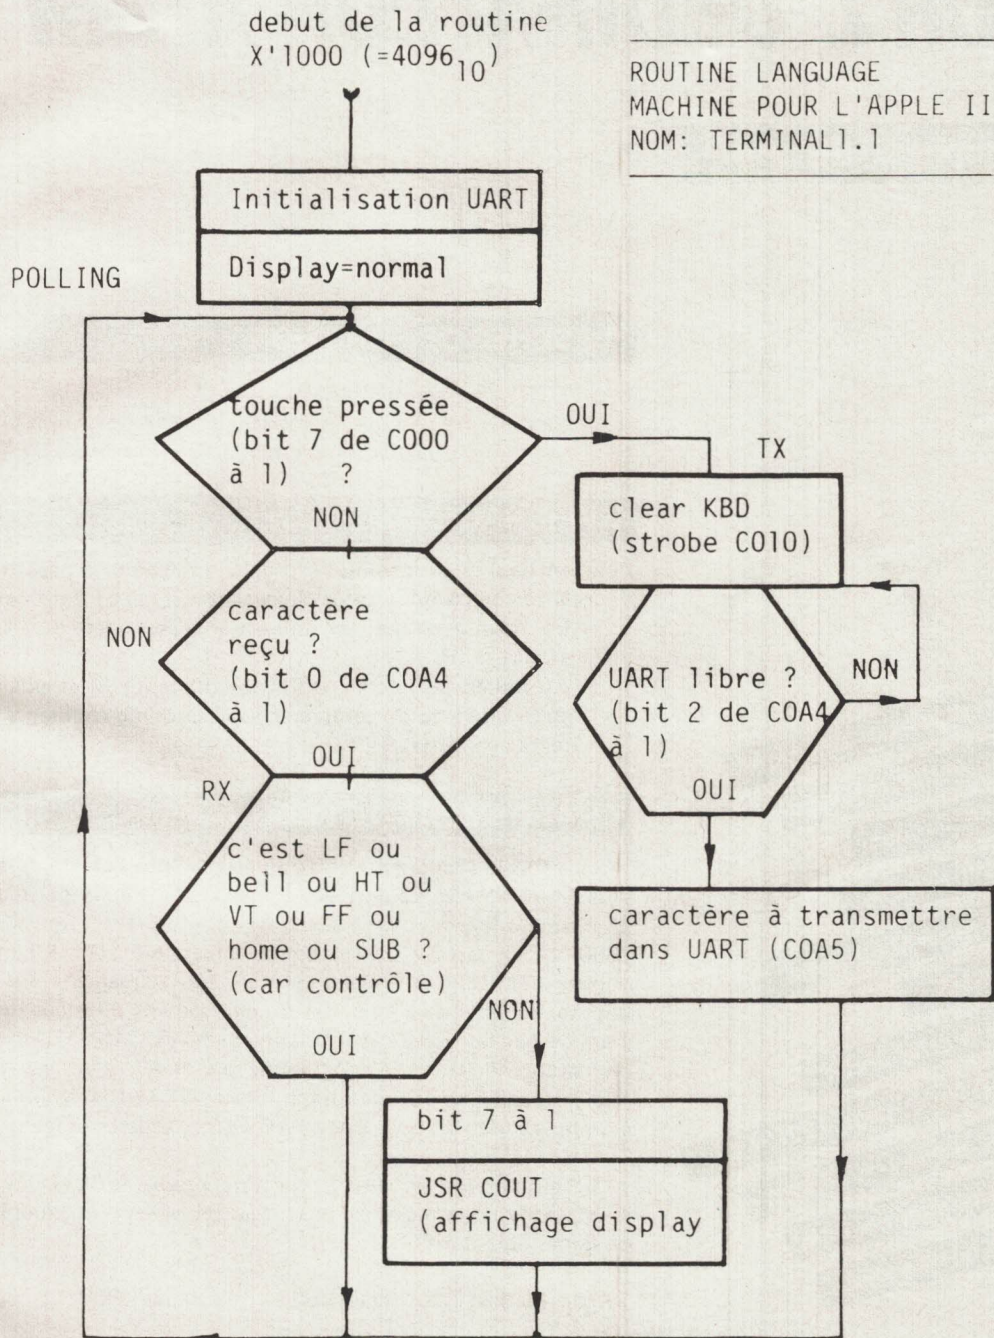 debut de la routine
X'1000 (=4096₁₀)
ROUTINE LANGUAGE
MACHINE POUR L'APPLE II
NOM: TERMINAL1.1
Initialisation UART
Display=normal
POLLING
touche pressée
(bit 7 de C000
à 1) ?
OUI
NON
TX
clear KBD
(strobe C010)
caractère
reçu ?
(bit 0 de C0A4
à 1)
NON
OUI
UART libre ?
(bit 2 de C0A4
à 1)
NON
OUI
RX
c'est LF ou
bell ou HT ou
VT ou FF ou
home ou SUB ?
(car contrôle)
NON
OUI
caractère à transmettre
dans UART (C0A5)
bit 7 à 1
JSR COUT
(affichage display